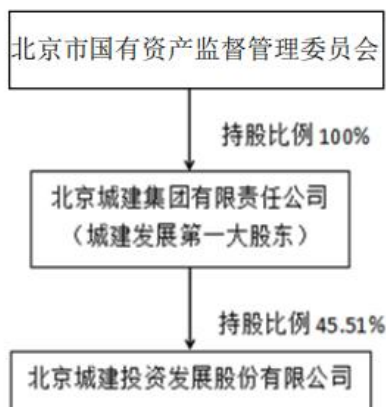 北京市国有资产监督管理委员会
持股比例 100%
北京城建集团有限责任公司
（城建发展第一大股东）
持股比例 45.51%
北京城建投资发展股份有限公司